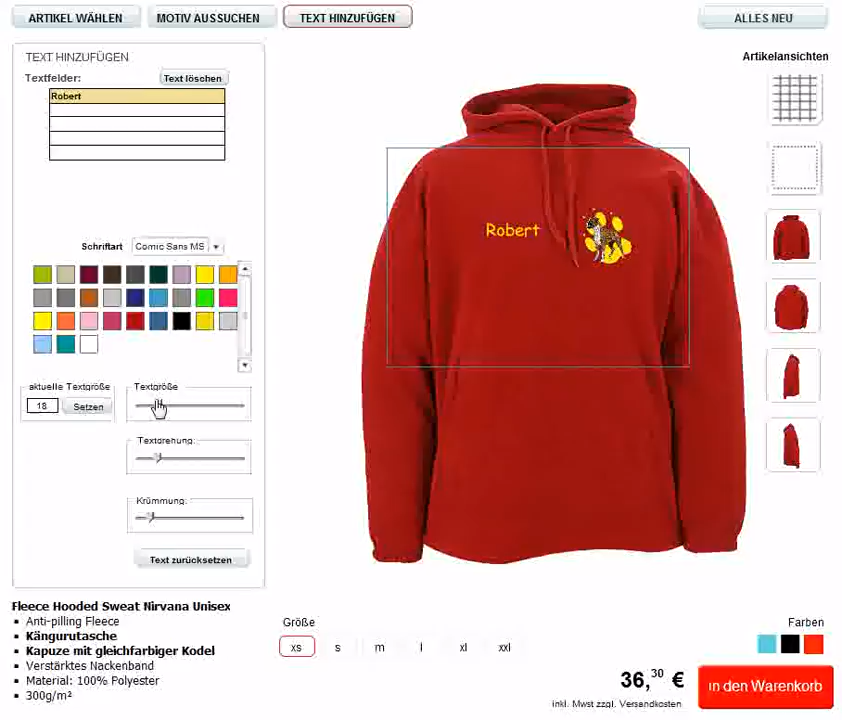 ARTIKEL WÄHLEN
MOTIV AUSSUCHEN
TEXT HINZUFÜGEN
ALLES NEU
TEXT HINZUFÜGEN
Textfelder:
Text löschen
Robert
Artikelansichten
Robert
Schriftart
Comic Sans MS
aktuelle Textgröße
Textgröße
18
Setzen
Textdrehung:
Krümmung:
Text zurücksetzen
Fleece Hooded Sweat Nirvana Unisex
Anti-pilling Fleece
Kängurutasche
Kapuze mit gleichfarbiger Kodel
Verstärktes Nackenband
Material: 100% Polyester
300g/m²
Größe
xs
s
m
l
xl
xxl
Farben
36,30 €
inkl. Mwst zzgl. Versandkosten
in den Warenkorb